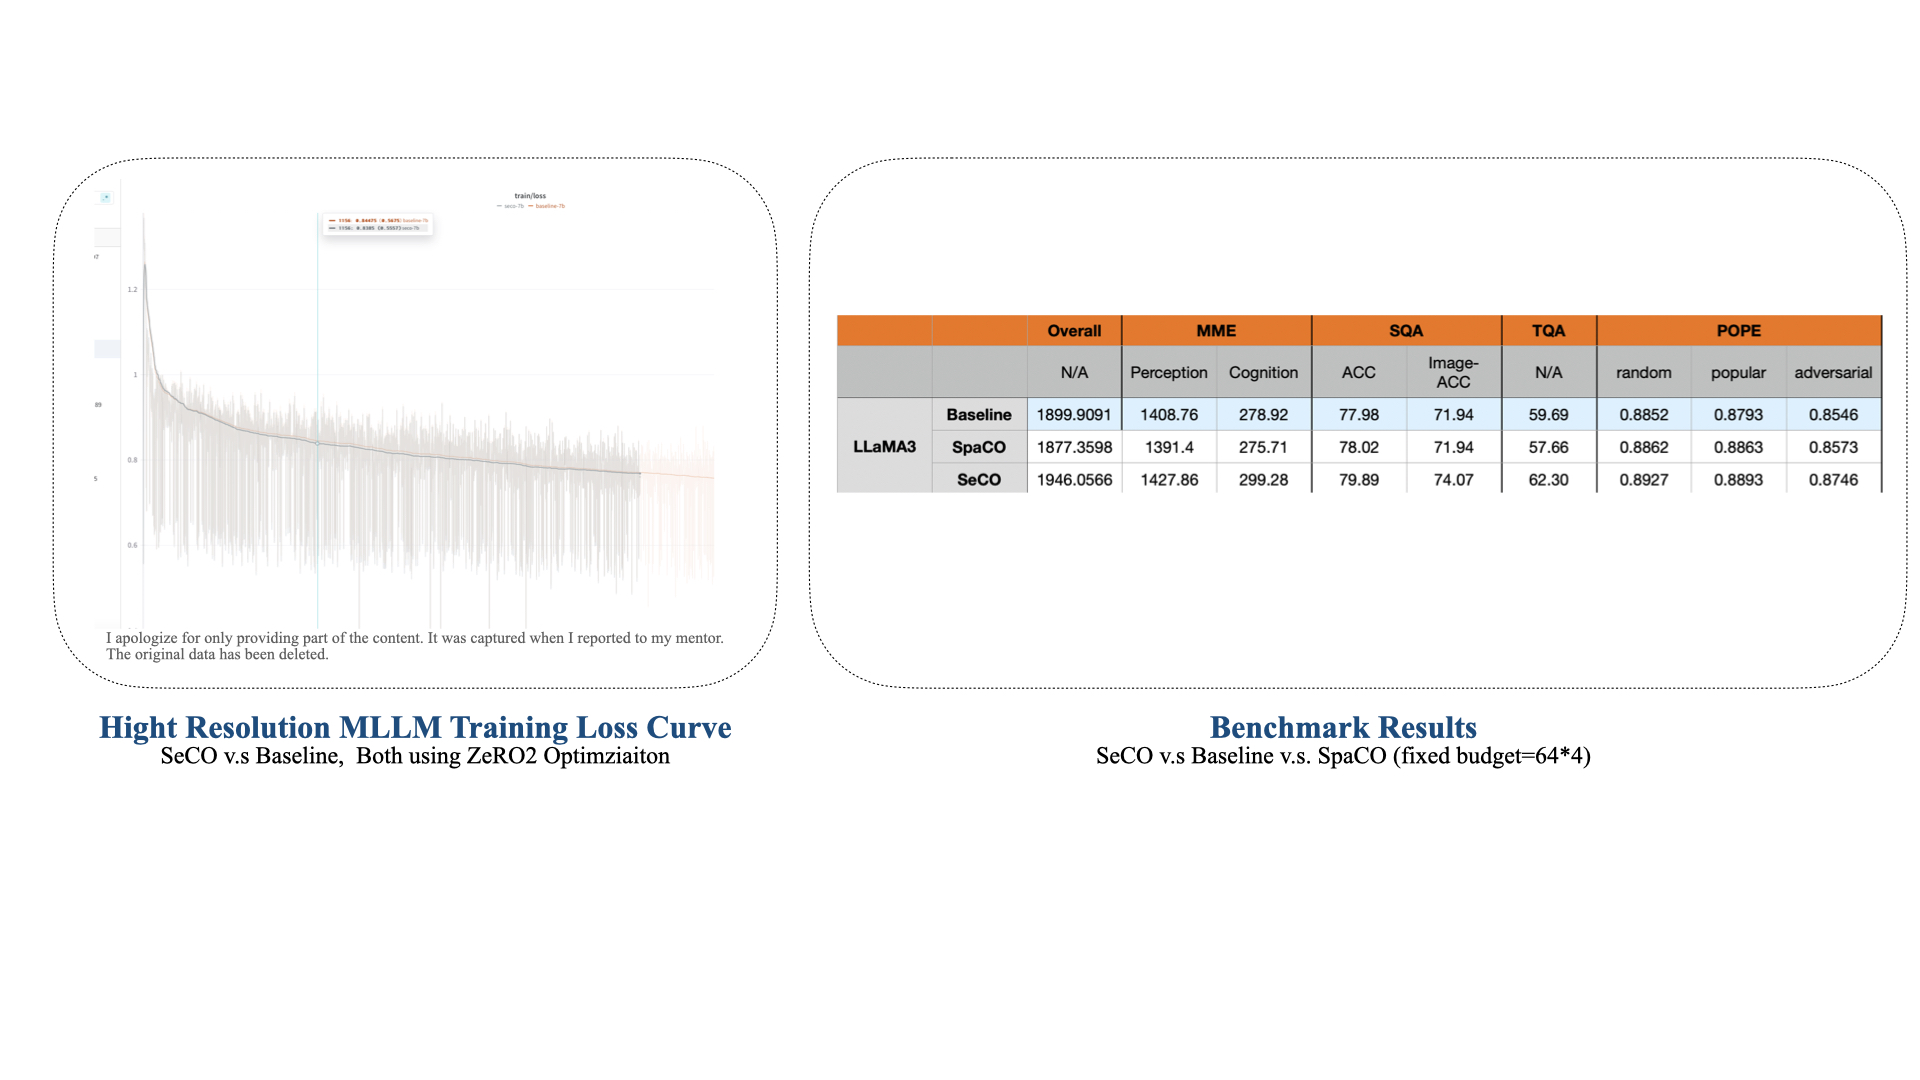 train/loss
seco-7b baseline-7b
1156: 0.84475 (0.5675) baseline-7b
1156: 0.8385 (0.5557) seco-7b
1.2
1
0.8
0.6
89
5
I apologize for only providing part of the content. It was captured when I reported to my mentor.
The original data has been deleted.
Hight Resolution MLLM Training Loss Curve
SeCO v.s Baseline, Both using ZeRO2 Optimziaiton
Overall MME SQA TQA POPE
N/A Perception Cognition ACC Image-ACC N/A random popular adversarial
LLaMA3
Baseline 1899.9091 1408.76 278.92 77.98 71.94 59.69 0.8852 0.8793 0.8546
SpaCO 1877.3598 1391.4 275.71 78.02 71.94 57.66 0.8862 0.8863 0.8573
SeCO 1946.0566 1427.86 299.28 79.89 74.07 62.30 0.8927 0.8893 0.8746
Benchmark Results
SeCO v.s Baseline v.s. SpaCO (fixed budget=64*4)